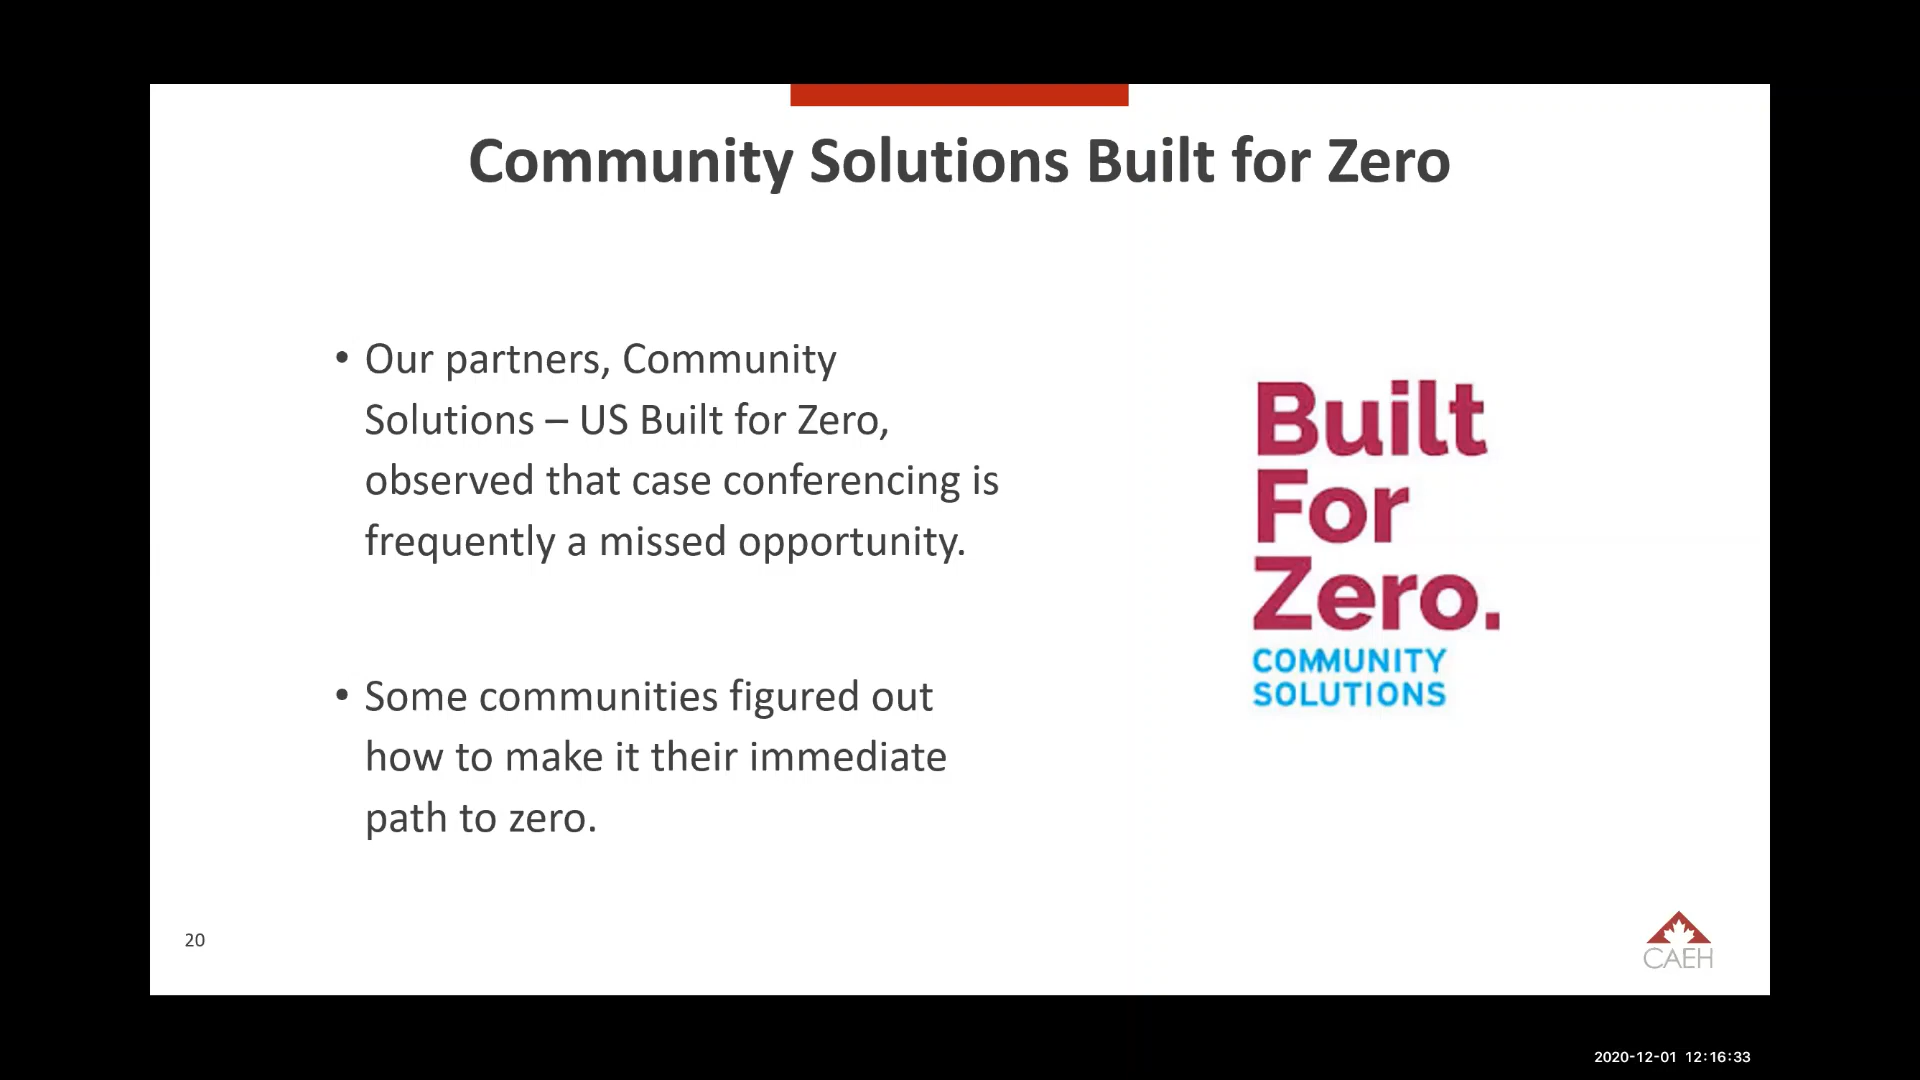 Community Solutions Built for Zero
• Our partners, Community
Solutions – US Built for Zero,
observed that case conferencing is
frequently a missed opportunity.
• Some communities figured out
how to make it their immediate
path to zero.
Built
For
Zero.
COMMUNITY
SOLUTIONS
20
CAEH
2020-12-01 12:16:33